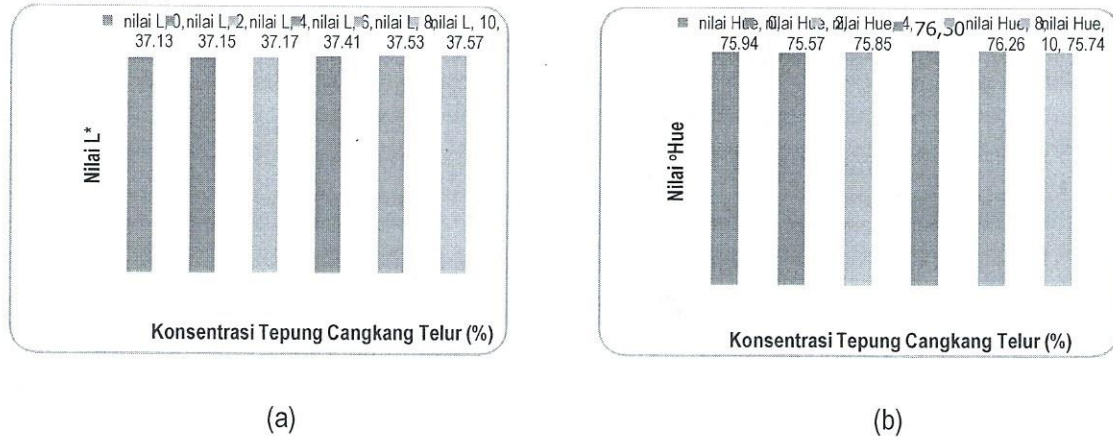 nilai L, 0, nilai L, 2, nilai L, 4, nilai L, 6, nilai L, 8, nilai L, 10,
37.13 37.15 37.17 37.41 37.53 37.57
Nilai L*
Konsentrasi Tepung Cangkang Telur (%)
(a)
nilai Hue, 0, nilai Hue, 2, nilai Hue, 4, 76,50 nilai Hue, 8, nilai Hue,
75.94 75.57 75.85 76.26 10, 75.74
Nilai °Hue
Konsentrasi Tepung Cangkang Telur (%)
(b)